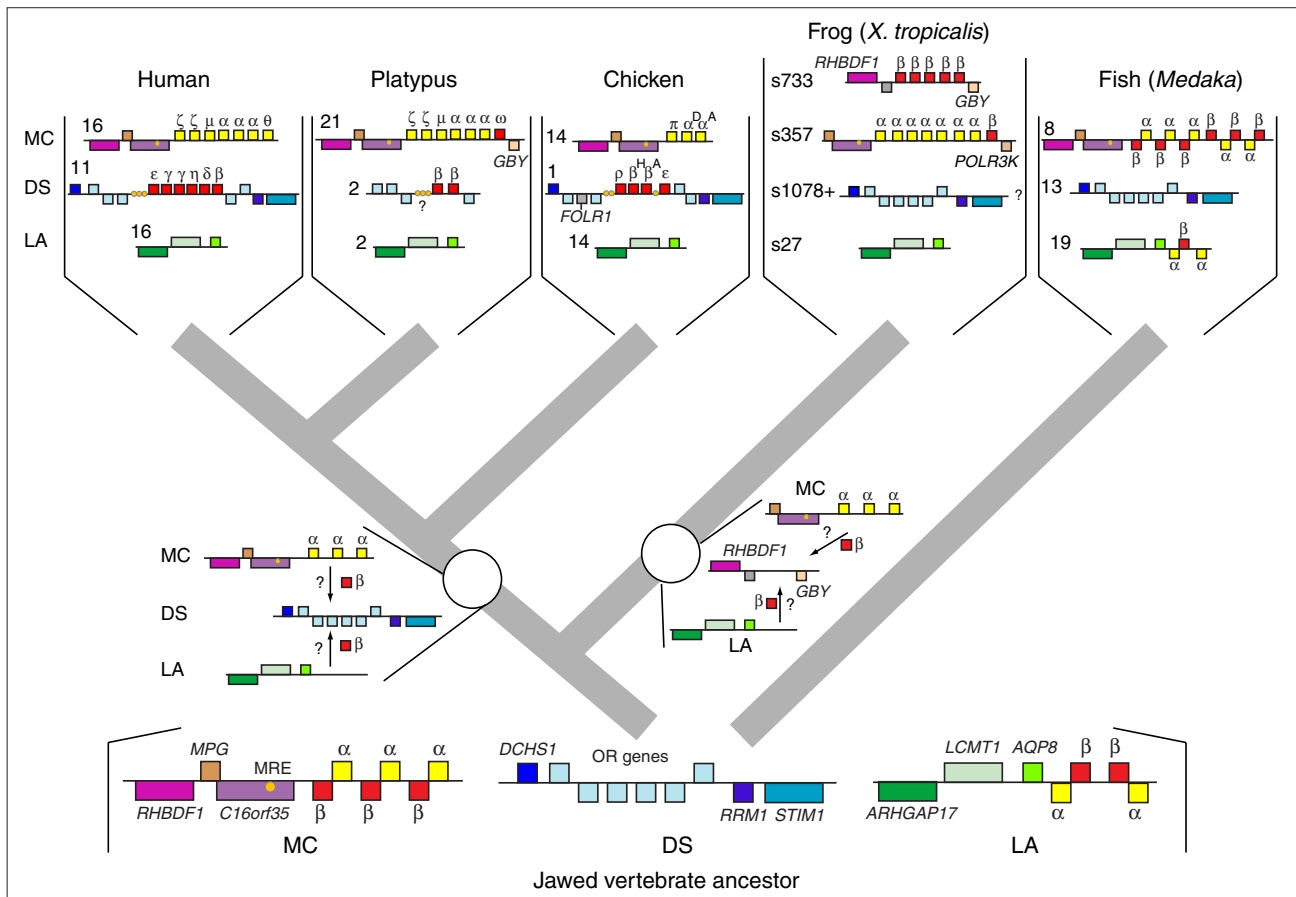 Frog (X. tropicalis)
Human Platypus Chicken Fish (Medaka)
RHBDF1 β β β β β
s733
GBY
MC 16 ζ ζ μ α α α θ
21 ζ ζ μ α α α ω
GBY
14 π α^D α^A
s357 α α α α α α α α β
POLR3K
8 α α α β β β
β β β α α
DS 11 ε γ γ η δ β
2 β β
?
1 ρ β β^H β^A ε
FOLR1
s1078+ ?
13
LA 16
2
14
s27
19 β
α α
MC α α α
?
β
RHBDF1
GBY
β ?
LA
MC α α α
? β
DS
? β
LA
MPG MRE α α α
RHBDF1 C16orf35 β β β
MC
DCHS1 OR genes
RRM1 STIM1
DS
LCMT1 AQP8 β β
ARHGAP17 α α
LA
Jawed vertebrate ancestor